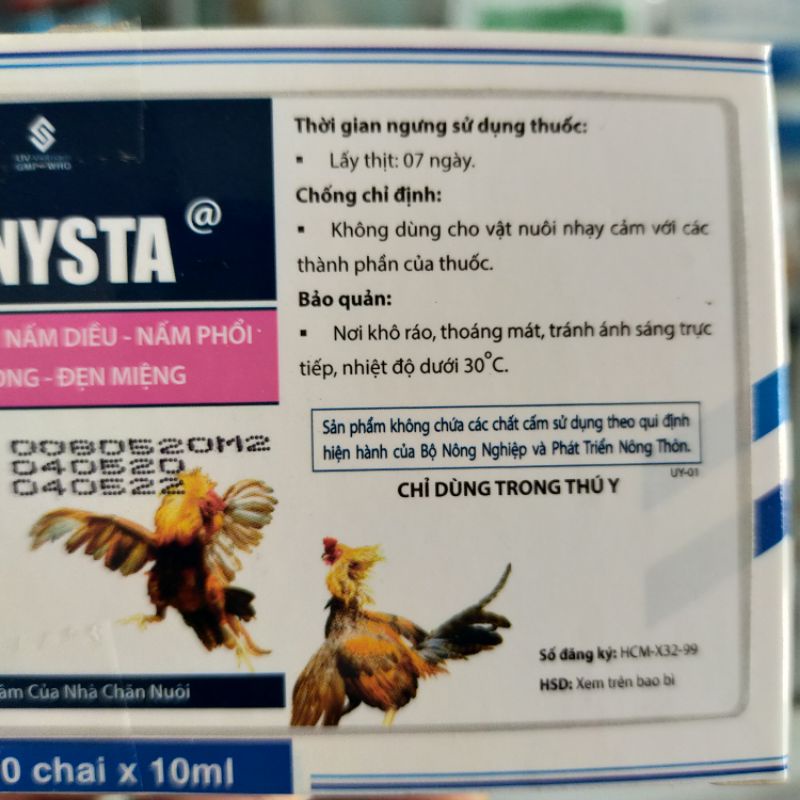 GMP - WHO
NYSTA @
NẤM DIỀU - NẤM PHỔI
ỌNG - ĐẸN MIỆNG
0080520M2
040520
040522
Của Nhà Chăn Nuôi
0 chai x 10ml
Thời gian ngưng sử dụng thuốc:
▪ Lấy thịt: 07 ngày.
Chống chỉ định:
▪ Không dùng cho vật nuôi nhạy cảm với các
thành phần của thuốc.
Bảo quản:
▪ Nơi khô ráo, thoáng mát, tránh ánh sáng trực
tiếp, nhiệt độ dưới 30°C.
Sản phẩm không chứa các chất cấm sử dụng theo qui định
hiện hành của Bộ Nông Nghiệp và Phát Triển Nông Thôn.
UY-01
CHỈ DÙNG TRONG THÚ Y
Số đăng ký: HCM-X32-99
HSD: Xem trên bao bì